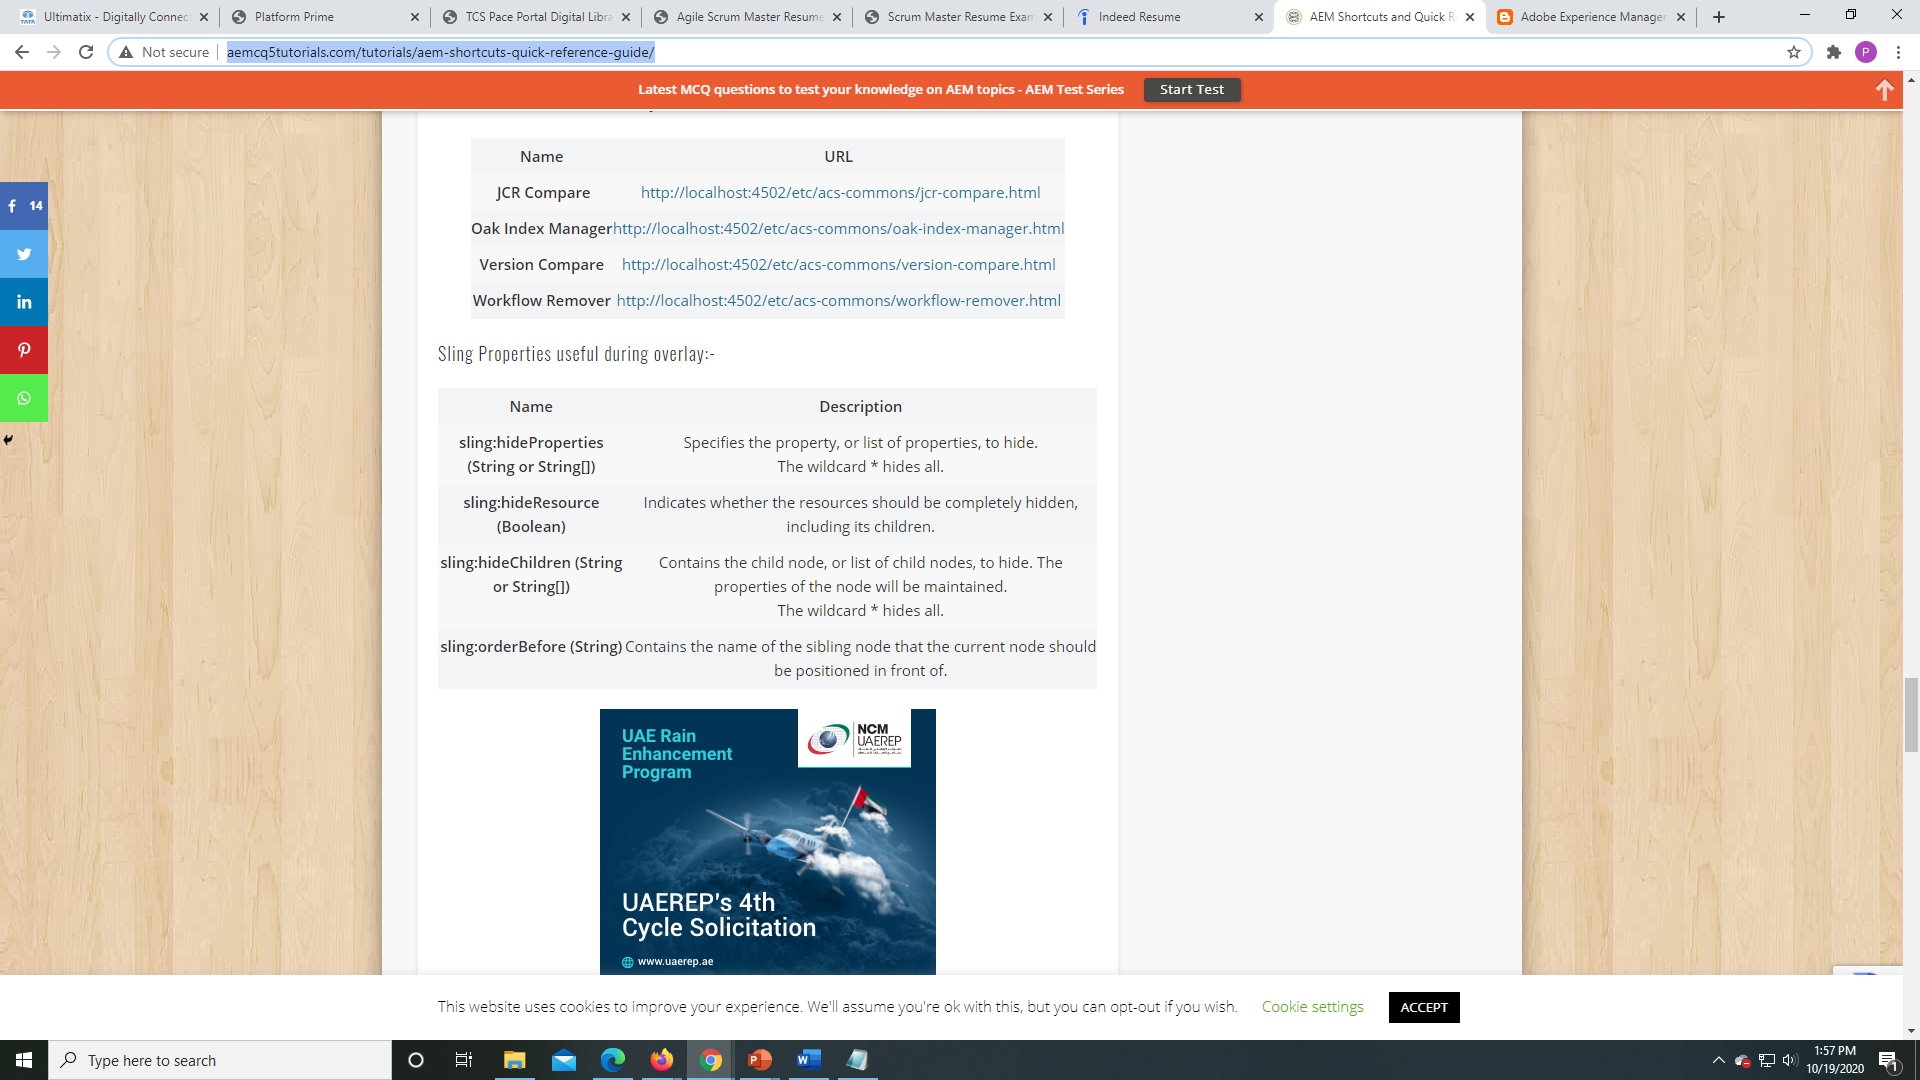 Ultimatix - Digitally Connec
Platform Prime
TCS Pace Portal Digital Libra
Agile Scrum Master Resume
Scrum Master Resume Exam
Indeed Resume
AEM Shortcuts and Quick R
Adobe Experience Manager
Not secure
aemcq5tutorials.com/tutorials/aem-shortcuts-quick-reference-guide/
P
Latest MCQ questions to test your knowledge on AEM topics - AEM Test Series
Start Test
14
Name URL
JCR Compare http://localhost:4502/etc/acs-commons/jcr-compare.html
Oak Index Manager http://localhost:4502/etc/acs-commons/oak-index-manager.html
Version Compare http://localhost:4502/etc/acs-commons/version-compare.html
Workflow Remover http://localhost:4502/etc/acs-commons/workflow-remover.html
Sling Properties useful during overlay:-
Name Description
sling:hideProperties Specifies the property, or list of properties, to hide.
(String or String[]) The wildcard * hides all.
sling:hideResource Indicates whether the resources should be completely hidden,
(Boolean) including its children.
sling:hideChildren (String Contains the child node, or list of child nodes, to hide. The
or String[]) properties of the node will be maintained.
The wildcard * hides all.
sling:orderBefore (String) Contains the name of the sibling node that the current node should
be positioned in front of.
UAE Rain
Enhancement
Program
NCM
UAEREP
UAEREP's 4th
Cycle Solicitation
www.uaerep.ae
This website uses cookies to improve your experience. We'll assume you're ok with this, but you can opt-out if you wish.
Cookie settings
ACCEPT
Type here to search
1:57 PM
10/19/2020
1